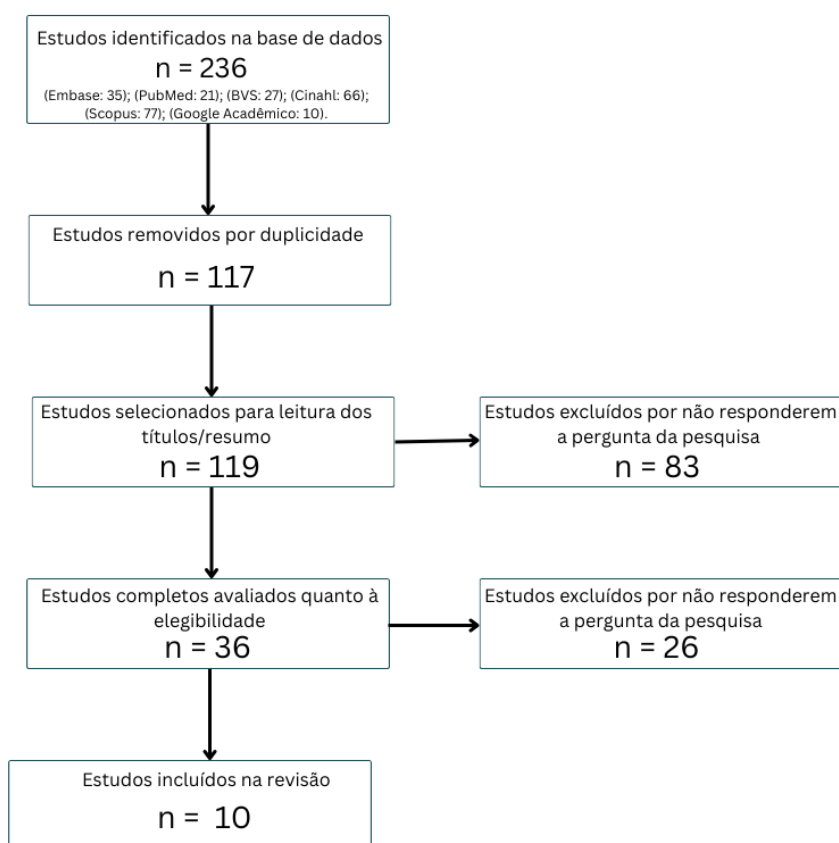 Estudos identificados na base de dados
n = 236
(Embase: 35); (PubMed: 21); (BVS: 27); (Cinahl: 66);
(Scopus: 77); (Google Acadêmico: 10).
Estudos removidos por duplicidade
n = 117
Estudos selecionados para leitura dos
títulos/resumo
n = 119
Estudos excluídos por não responderem
a pergunta da pesquisa
n = 83
Estudos completos avaliados quanto à
elegibilidade
n = 36
Estudos excluídos por não responderem
a pergunta da pesquisa
n = 26
Estudos incluídos na revisão
n = 10